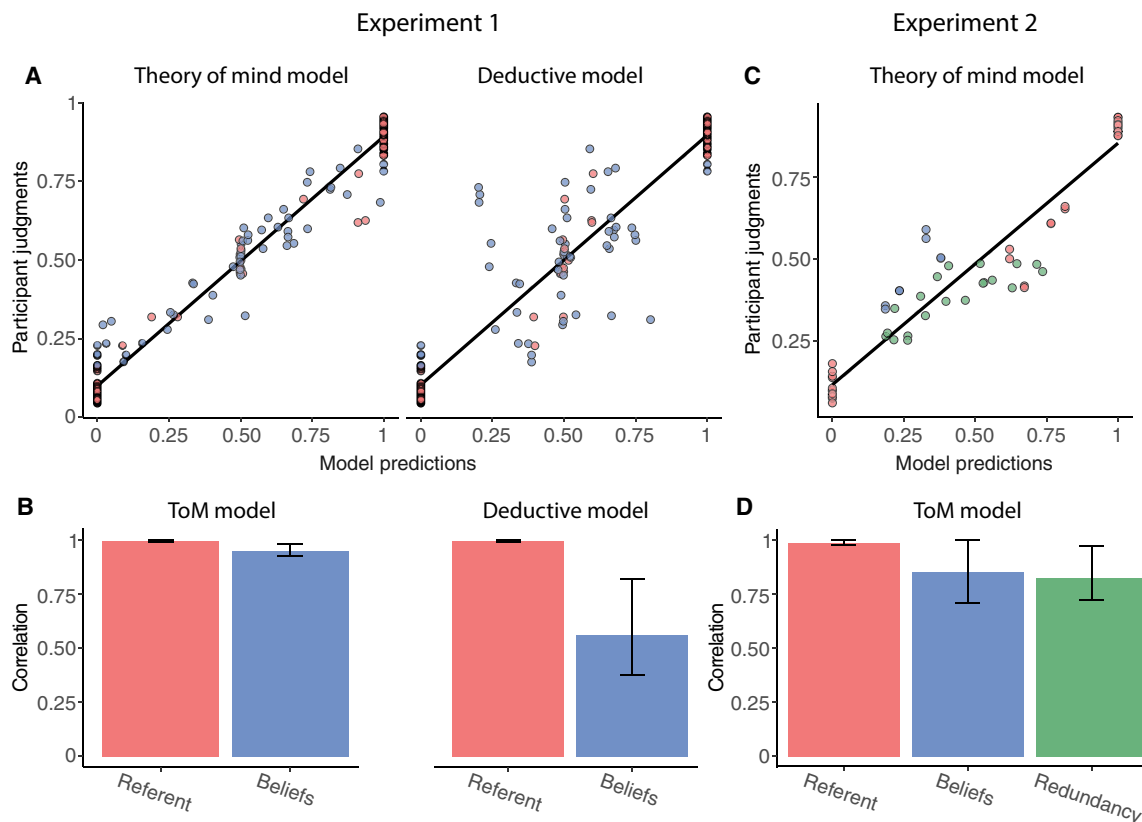 Experiment 1
Experiment 2
A
Theory of mind model
Deductive model
C
Theory of mind model
Participant judgments
1
0.75
0.50
0.25
0
0 0.25 0.50 0.75 1
0 0.25 0.50 0.75 1
Model predictions
Participant judgments
0.75
0.50
0.25
0 0.25 0.50 0.75 1
Model predictions
B
ToM model
Deductive model
D
ToM model
Correlation
1
0.75
0.50
0.25
0
Referent
Beliefs
Referent
Beliefs
Correlation
1
0.75
0.50
0.25
0
Referent
Beliefs
Redundancy